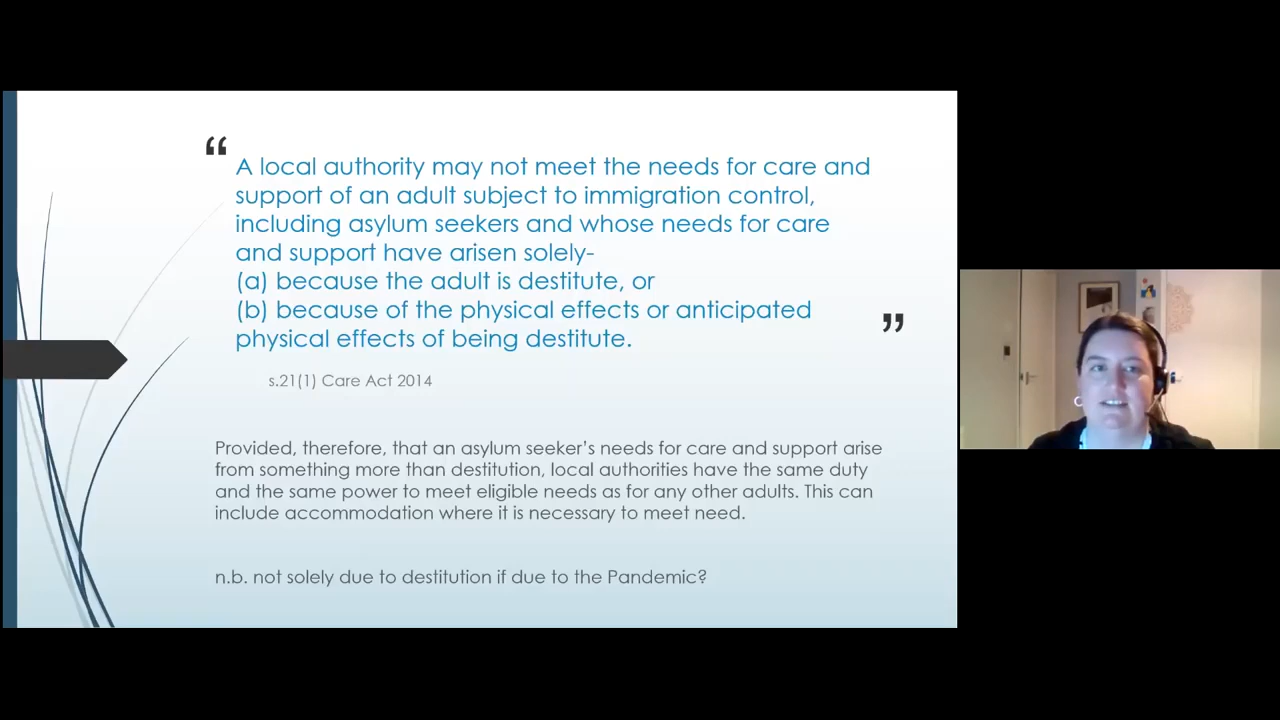 “
A local authority may not meet the needs for care and
support of an adult subject to immigration control,
including asylum seekers and whose needs for care
and support have arisen solely-
(a) because the adult is destitute, or
(b) because of the physical effects or anticipated
physical effects of being destitute.
”
s.21(1) Care Act 2014
Provided, therefore, that an asylum seeker’s needs for care and support arise
from something more than destitution, local authorities have the same duty
and the same power to meet eligible needs as for any other adults. This can
include accommodation where it is necessary to meet need.
n.b. not solely due to destitution if due to the Pandemic?